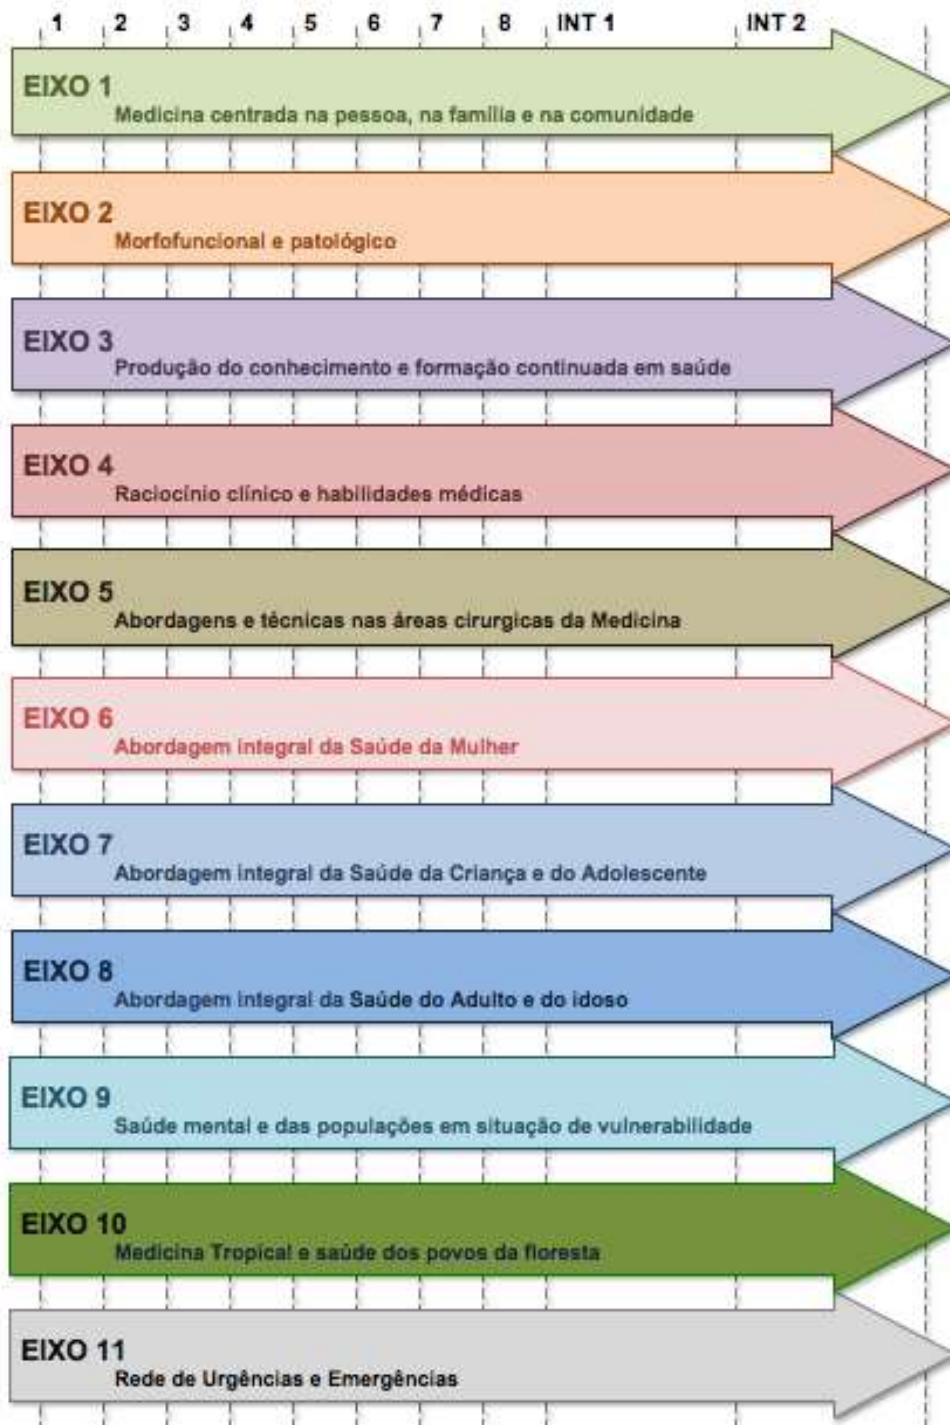 1 2 3 4 5 6 7 8 INT 1 INT 2
EIXO 1
Medicina centrada na pessoa, na família e na comunidade
EIXO 2
Morfofuncional e patológico
EIXO 3
Produção do conhecimento e formação continuada em saúde
EIXO 4
Raciocínio clínico e habilidades médicas
EIXO 5
Abordagens e técnicas nas áreas cirurgicas da Medicina
EIXO 6
Abordagem integral da Saúde da Mulher
EIXO 7
Abordagem integral da Saúde da Criança e do Adolescente
EIXO 8
Abordagem integral da Saúde do Adulto e do idoso
EIXO 9
Saúde mental e das populações em situação de vulnerabilidade
EIXO 10
Medicina Tropical e saúde dos povos da floresta
EIXO 11
Rede de Urgências e Emergências